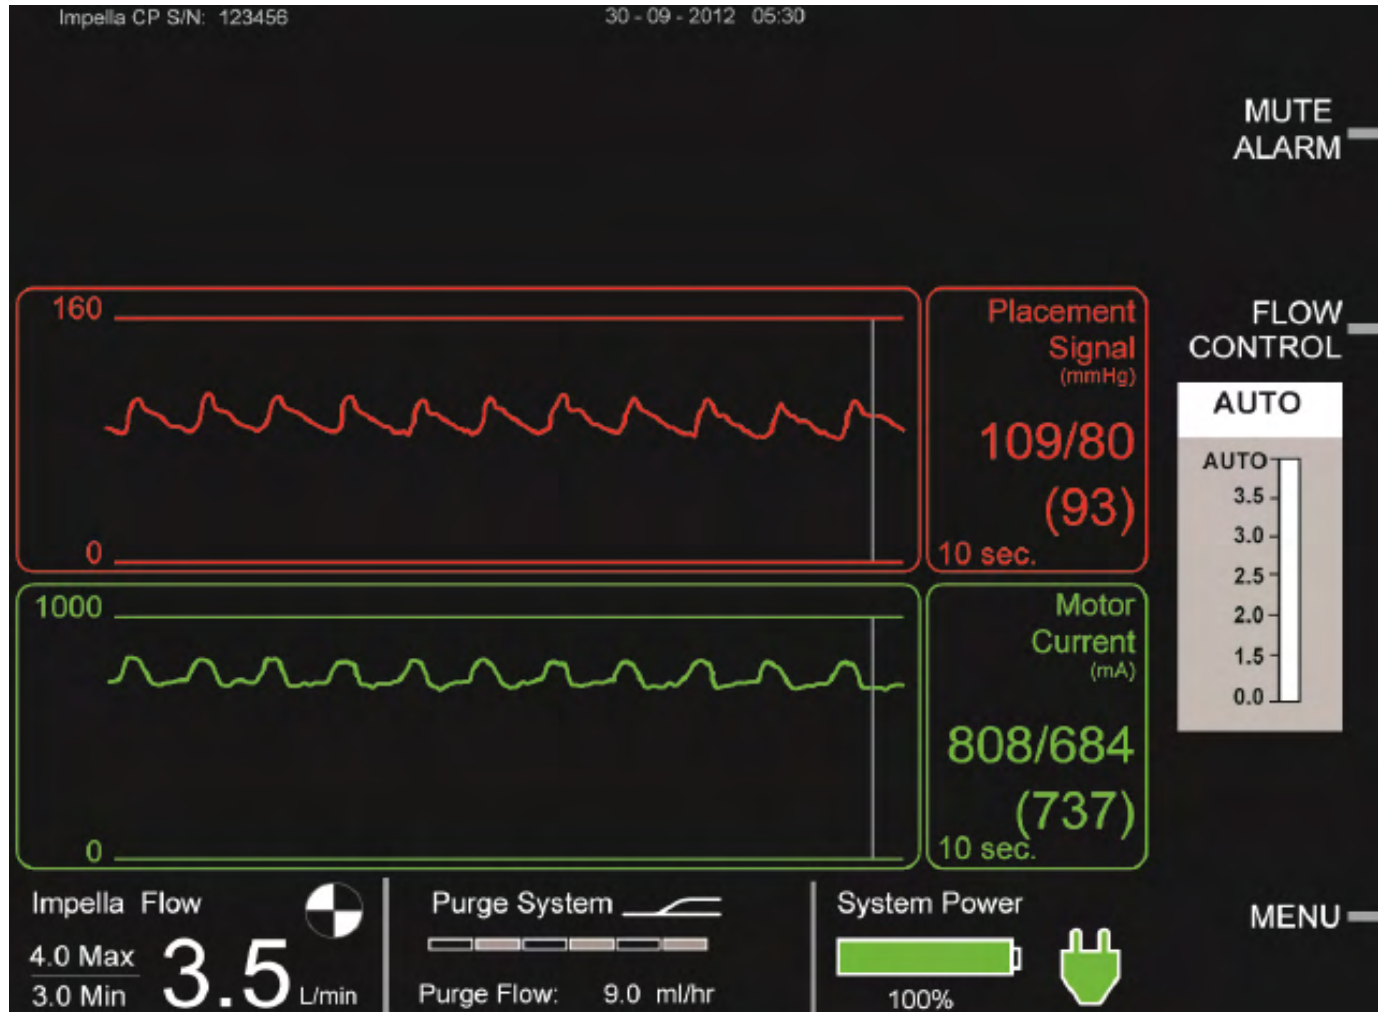 Impella CP S/N: 123456
30 - 09 - 2012 05:30
MUTE
ALARM
160
0
Placement
Signal
(mmHg)
109/80
(93)
10 sec.
FLOW
CONTROL
AUTO
AUTO
3.5
3.0
2.5
2.0
1.5
0.0
1000
0
Motor
Current
(mA)
808/684
(737)
10 sec.
Impella Flow
4.0 Max
3.0 Min
3.5 L/min
Purge System
Purge Flow: 9.0 ml/hr
System Power
100%
MENU